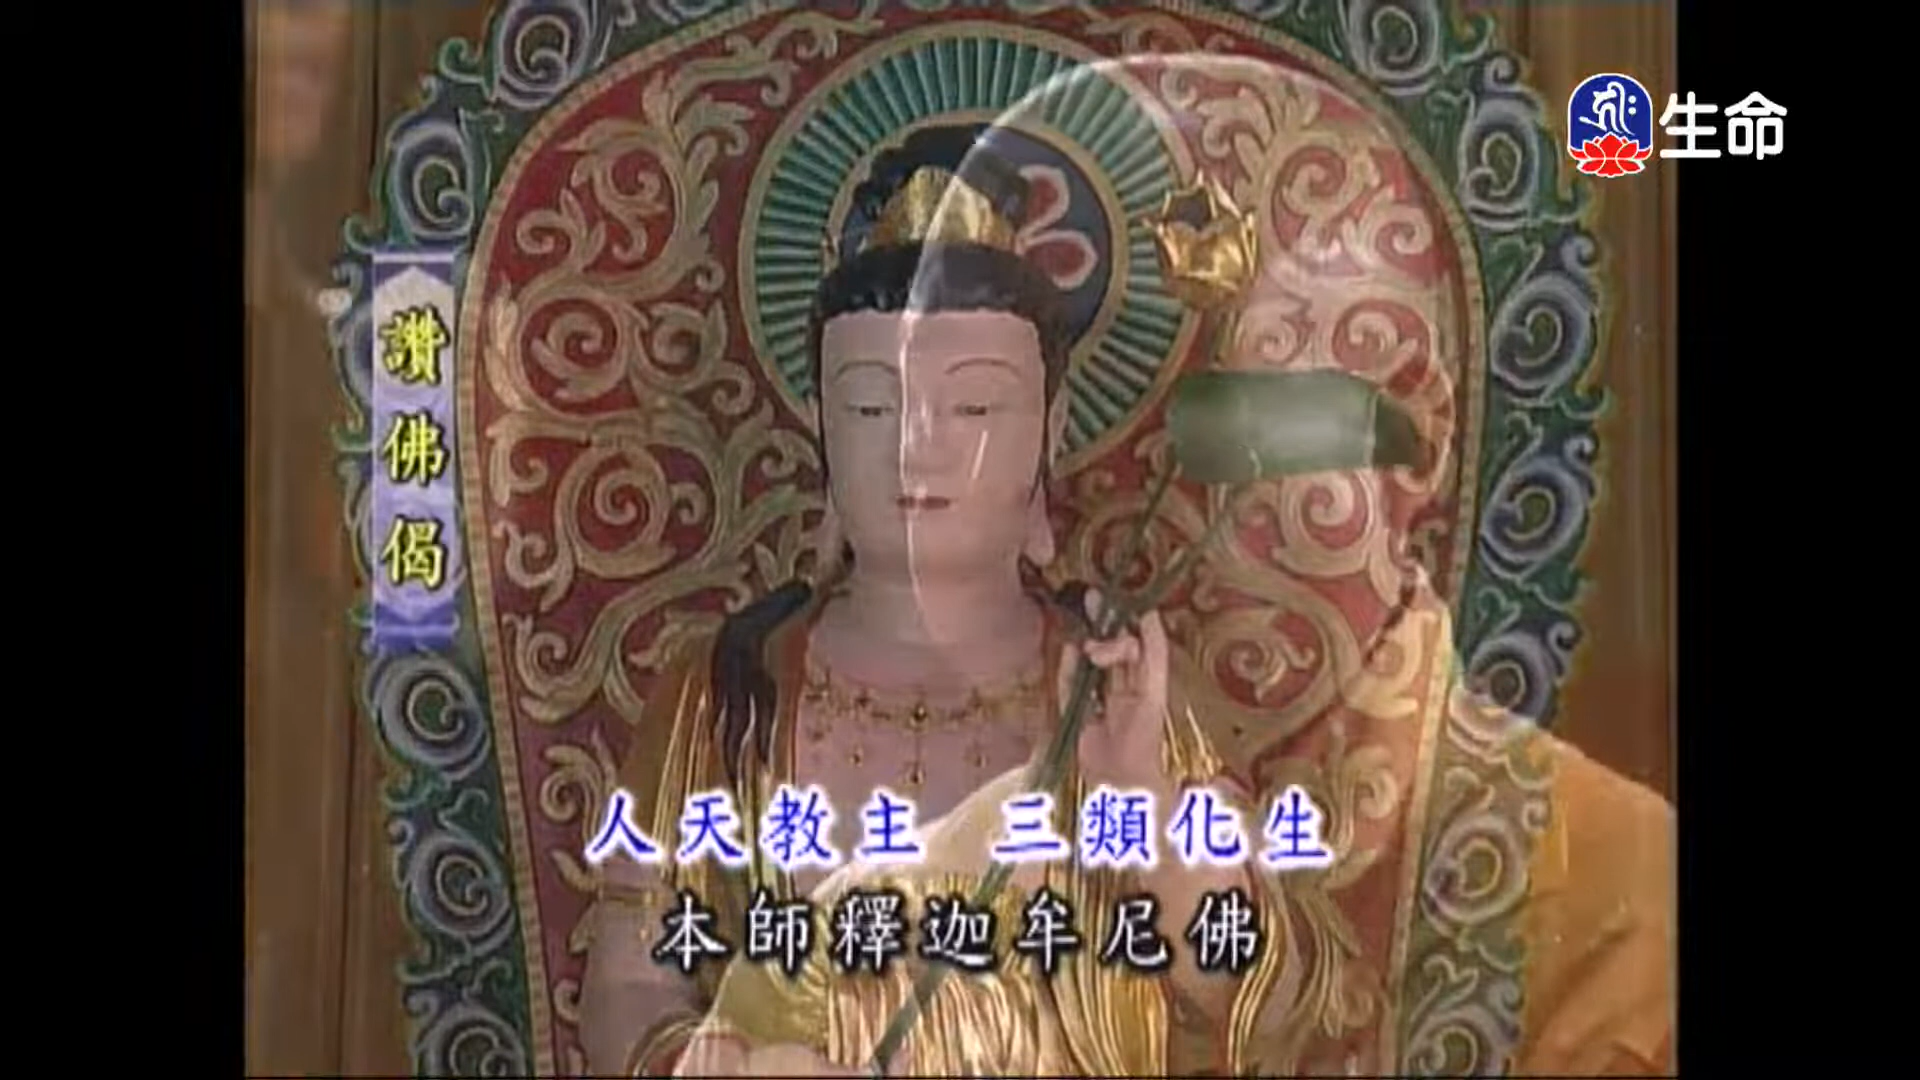 生命
讚佛偈
人天教主 三類化生
本師釋迦牟尼佛